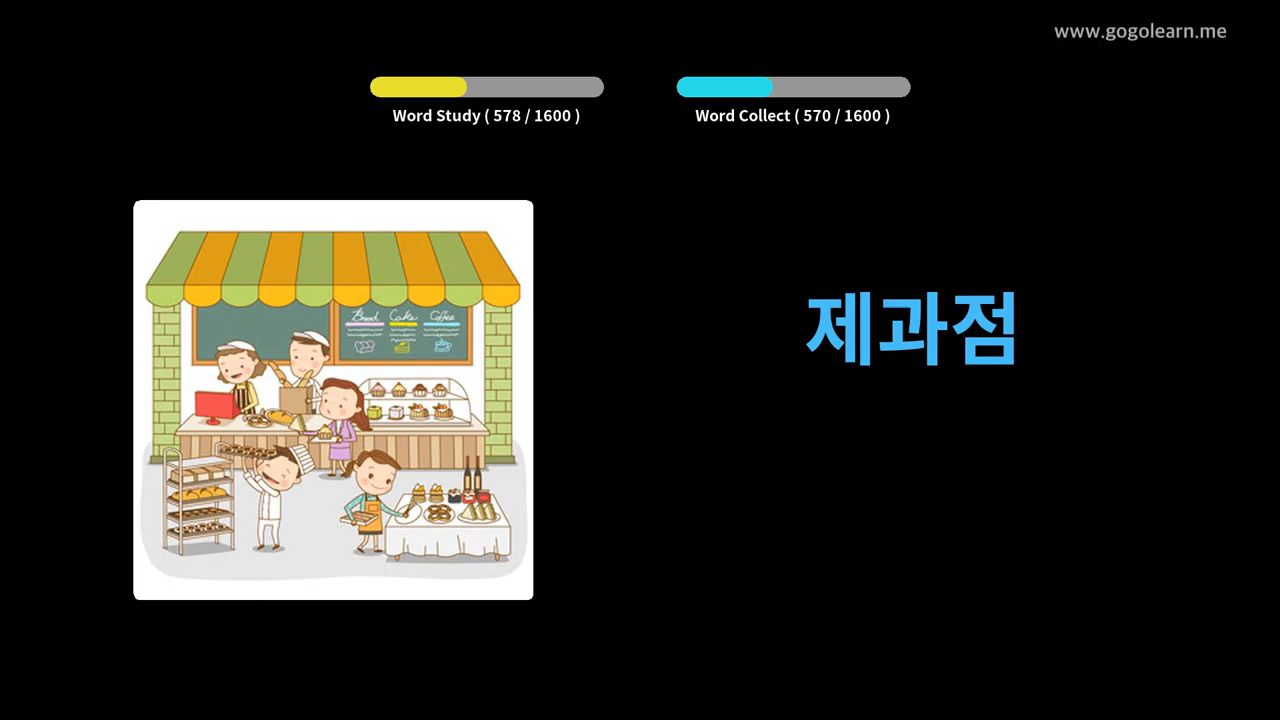 www.gogolearn.me
Word Study ( 578 / 1600 )
Word Collect ( 570 / 1600 )
Bread Cake Coffee
제과점